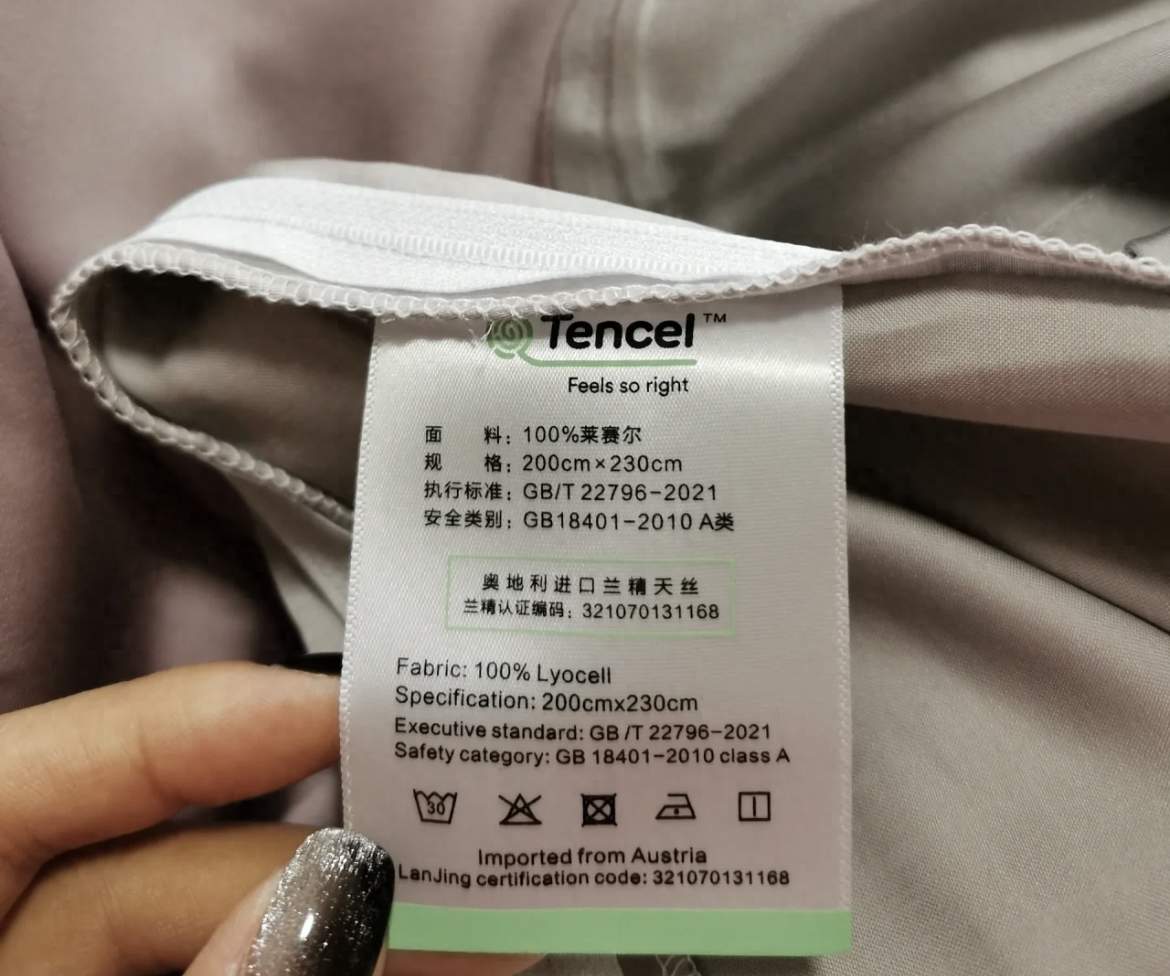 Tencel™
Feels so right
面 料：100%莱赛尔
规 格：200cm×230cm
执行标准：GB/T 22796-2021
安全类别：GB18401-2010 A类
奥地利进口兰精天丝
兰精认证编码：321070131168
Fabric: 100% Lyocell
Specification: 200cmx230cm
Executive standard: GB /T 22796-2021
Safety category: GB 18401-2010 class A
30
Imported from Austria
LanJing certification code: 321070131168